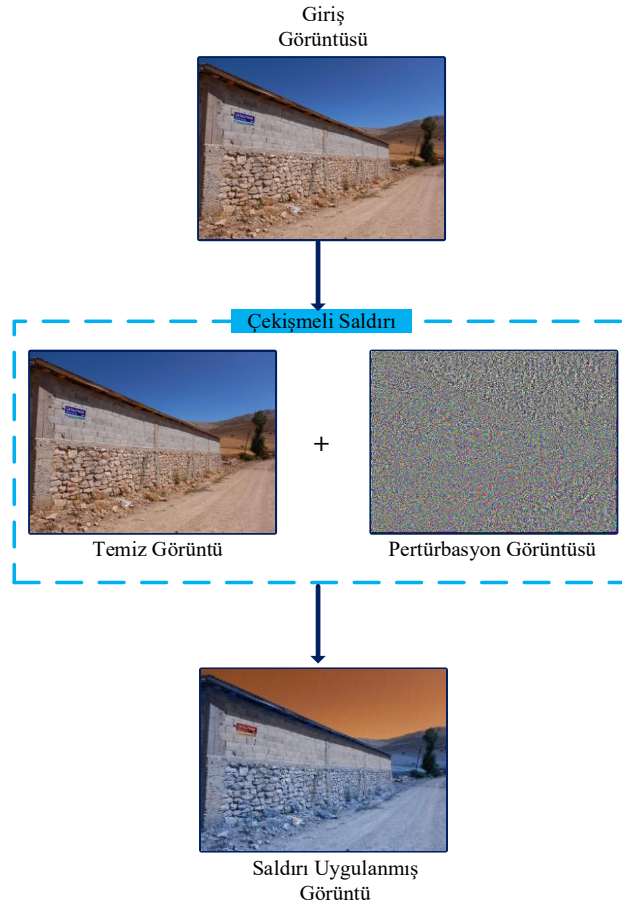 Giriş
Görüntüsü
Çekişmeli Saldırı
+
Temiz Görüntü
Pertürbasyon Görüntüsü
Saldırı Uygulanmış
Görüntü